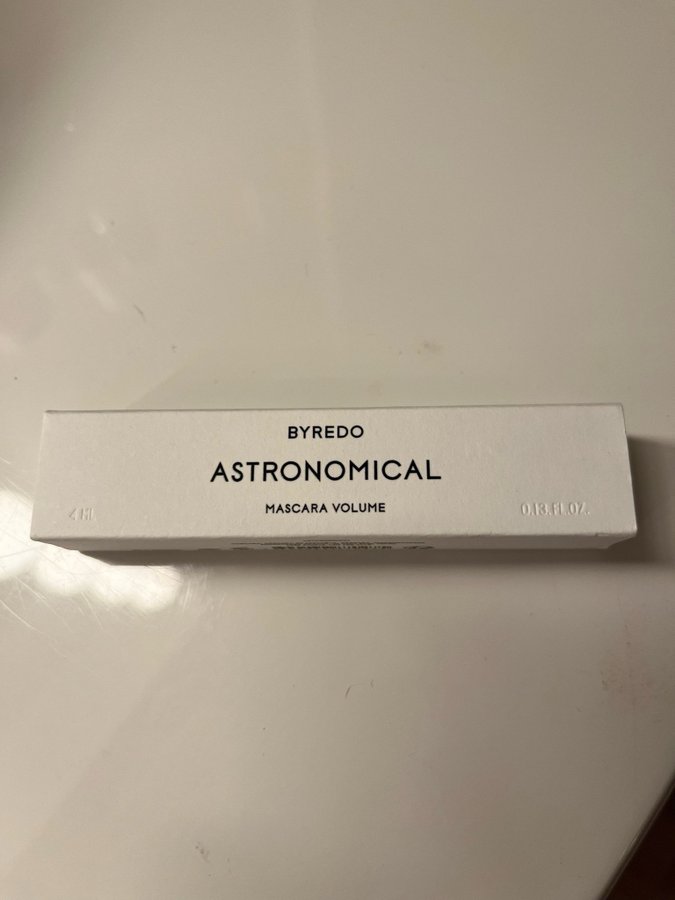 BYREDO
ASTRONOMICAL
MASCARA VOLUME
4 ML
0.13.FL.OZ.